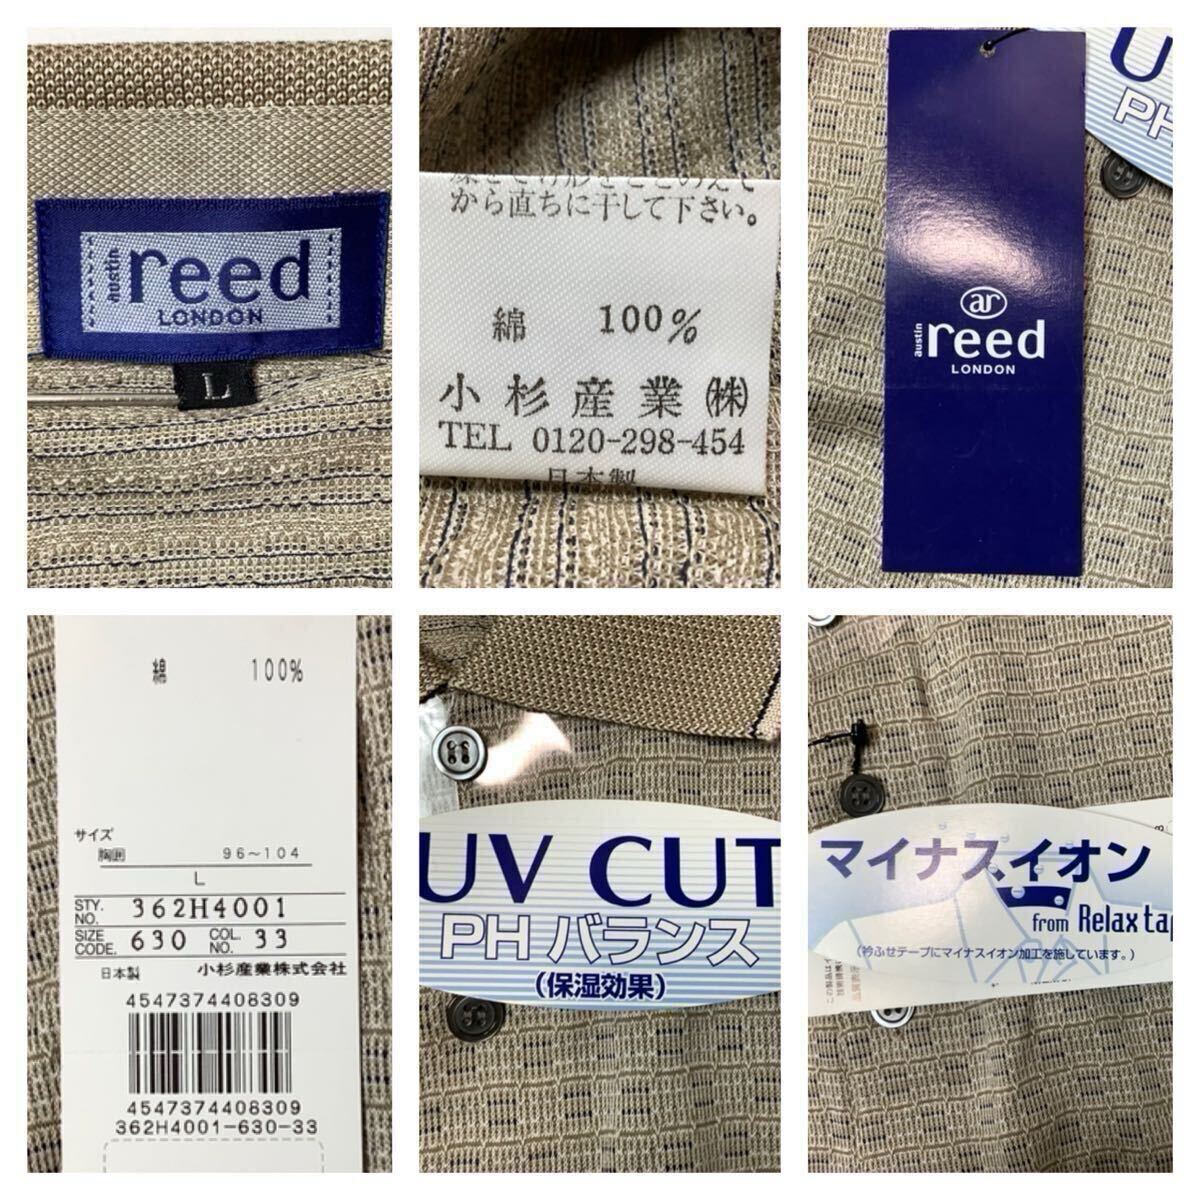 austin reed
LONDON
L
から直ちに干して下さい。
綿 100%
小杉産業㈱
TEL 0120-298-454
日本製
U
PH
ar
austin reed
LONDON
綿 100%
サイズ
胸囲 96~104
L
STY. NO. 362H4001
SIZE CODE. 630 COL. NO. 33
日本製 小杉産業株式会社
4547374408309
4547374408309
362H4001-630-33
UV CUT
PH バランス
(保湿効果)
マイナスイオン
from Relax tap
(衿ふせテープにマイナスイオン加工を施しています。)